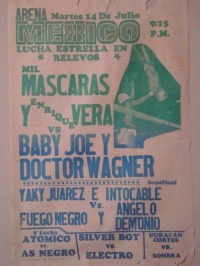 ARENA Martes 14 De Julio 9:15
MEXICO P.M.
LUCHA ESTRELLA EN
RELEVOS
MIL
MASCARAS
Y ENRIQUE VERA
VS
BABY JOE Y
DOCTOR WAGNER
Semifinal
YAKY JUAREZ E INTOCABLE
Vs.
FUEGO NEGRO Y ANGEL O
DEMONIO
2ª Lucha
ATOMICO
vs.
AS NEGRO
SILVER BOY
vs.
ELECTRO
HURACAN
CORTES
vs.
SOMBRA